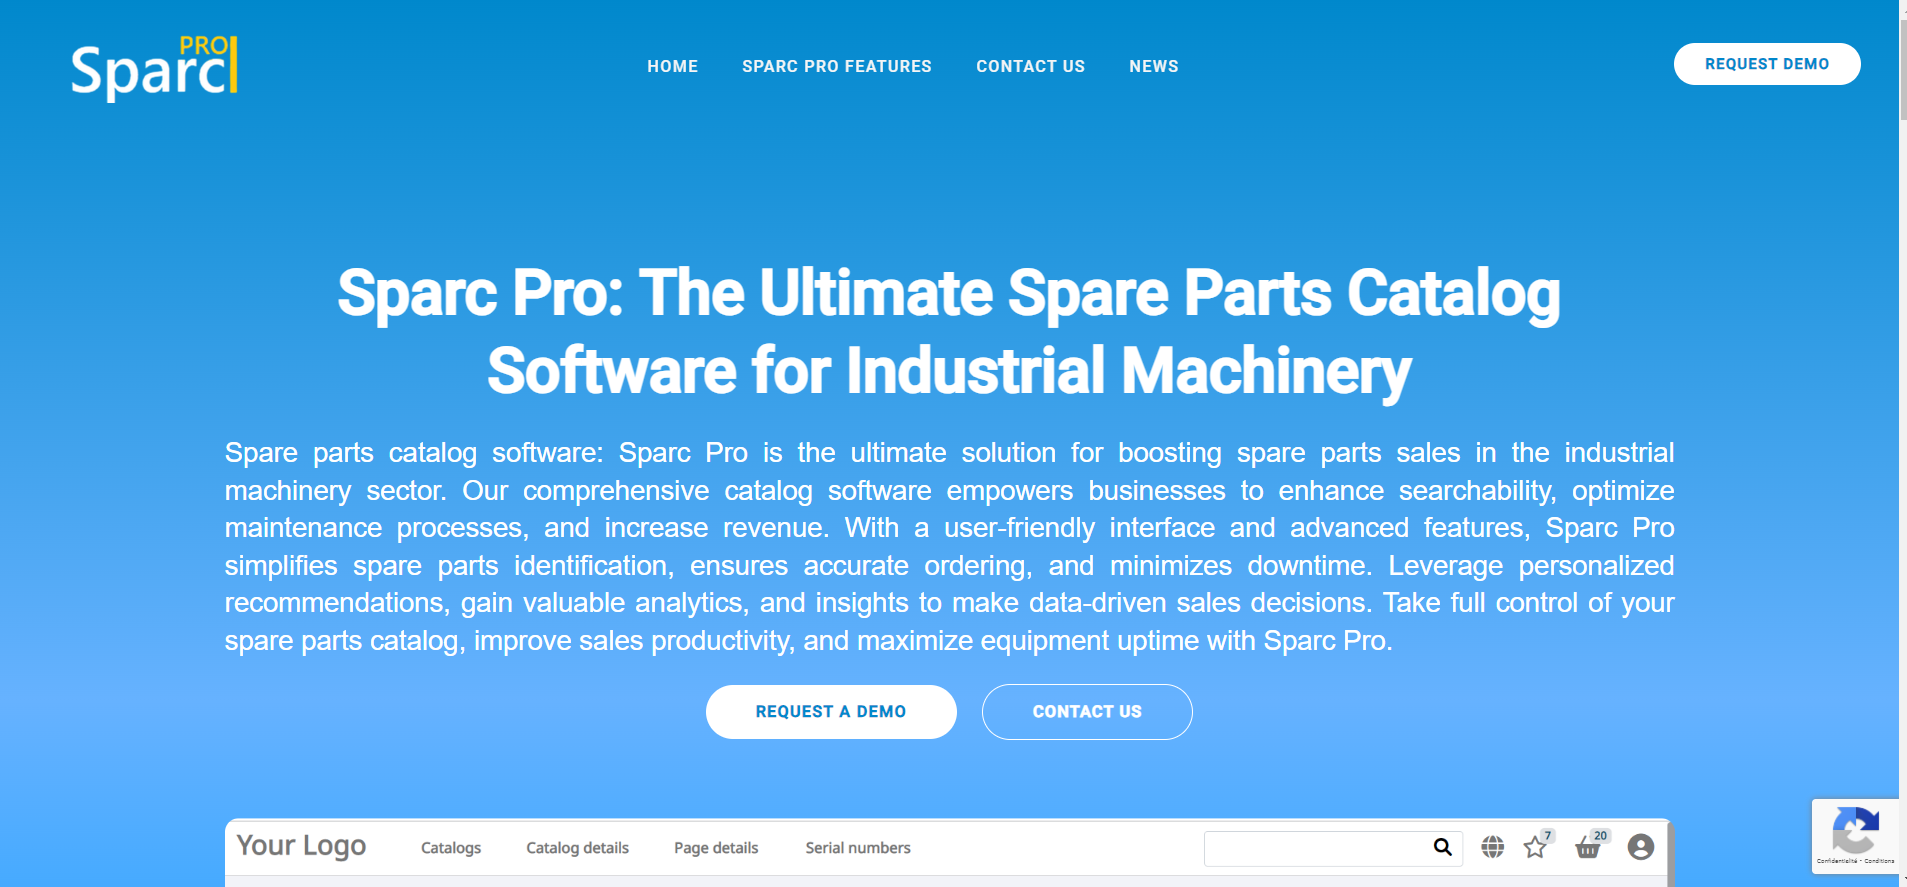 Sparc PRO
HOME
SPARC PRO FEATURES
CONTACT US
NEWS
REQUEST DEMO
Sparc Pro: The Ultimate Spare Parts Catalog
Software for Industrial Machinery
Spare parts catalog software: Sparc Pro is the ultimate solution for boosting spare parts sales in the industrial
machinery sector. Our comprehensive catalog software empowers businesses to enhance searchability, optimize
maintenance processes, and increase revenue. With a user-friendly interface and advanced features, Sparc Pro
simplifies spare parts identification, ensures accurate ordering, and minimizes downtime. Leverage personalized
recommendations, gain valuable analytics, and insights to make data-driven sales decisions. Take full control of your
spare parts catalog, improve sales productivity, and maximize equipment uptime with Sparc Pro.
REQUEST A DEMO
CONTACT US
Your Logo
Catalogs
Catalog details
Page details
Serial numbers
7
20
Confidentialité - Conditions